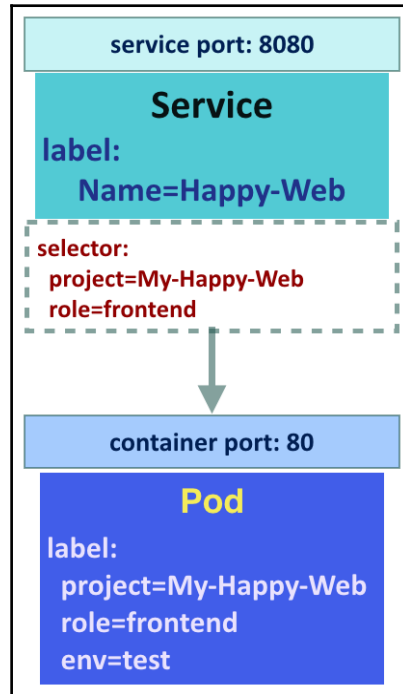 service port: 8080
Service
label:
Name=Happy-Web
selector:
project=My-Happy-Web
role=frontend
container port: 80
Pod
label:
project=My-Happy-Web
role=frontend
env=test